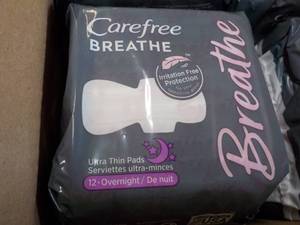 Carefree
BREATHE
Irritation Free
Protection
Breathe
Ultra Thin Pads
Serviettes ultra-minces
12 · Overnight / De nuit